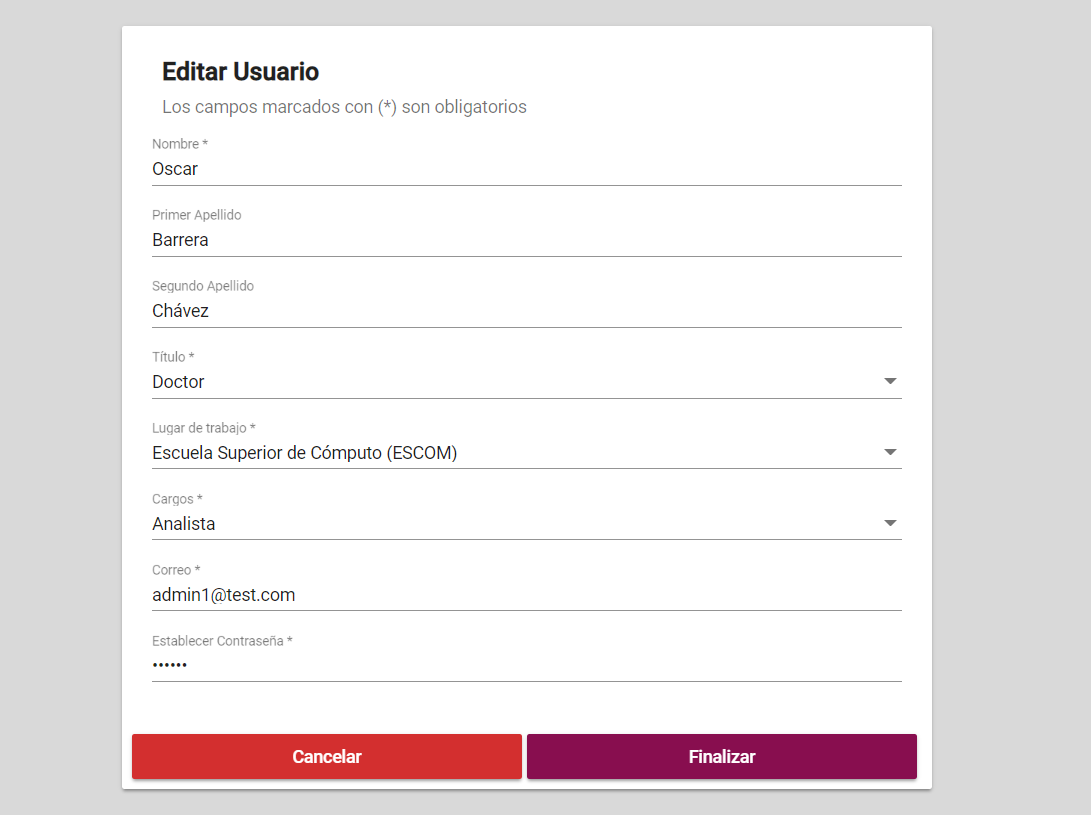 Editar Usuario
Los campos marcados con (*) son obligatorios
Nombre *
Oscar
Primer Apellido
Barrera
Segundo Apellido
Chávez
Título *
Doctor
Lugar de trabajo *
Escuela Superior de Cómputo (ESCOM)
Cargos *
Analista
Correo *
admin1@test.com
Establecer Contraseña *
••••••
Cancelar Finalizar